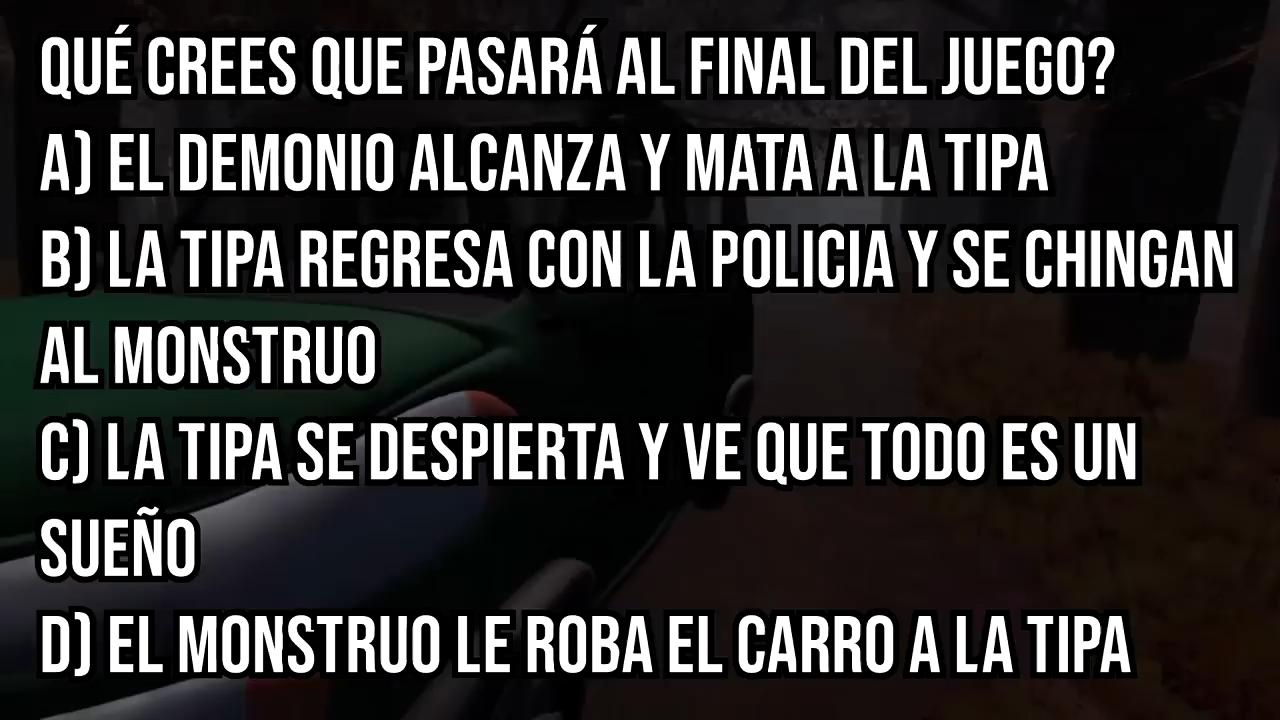 QUÉ CREES QUE PASARÁ AL FINAL DEL JUEGO?
A) EL DEMONIO ALCANZA Y MATA A LA TIPA
B) LA TIPA REGRESA CON LA POLICIA Y SE CHINGAN
AL MONSTRUO
C) LA TIPA SE DESPIERTA Y VE QUE TODO ES UN
SUEÑO
D) EL MONSTRUO LE ROBA EL CARRO A LA TIPA